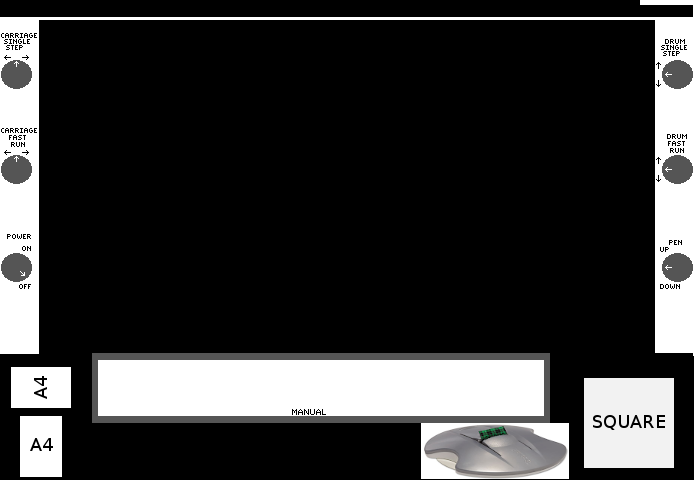 CARRIAGE
SINGLE
STEP
← →
CARRIAGE
FAST
RUN
← →
POWER
ON
OFF
DRUM
SINGLE
STEP
↑
↓
DRUM
FAST
RUN
↑
↓
PEN
UP
DOWN
MANUAL
A4
A4
SQUARE